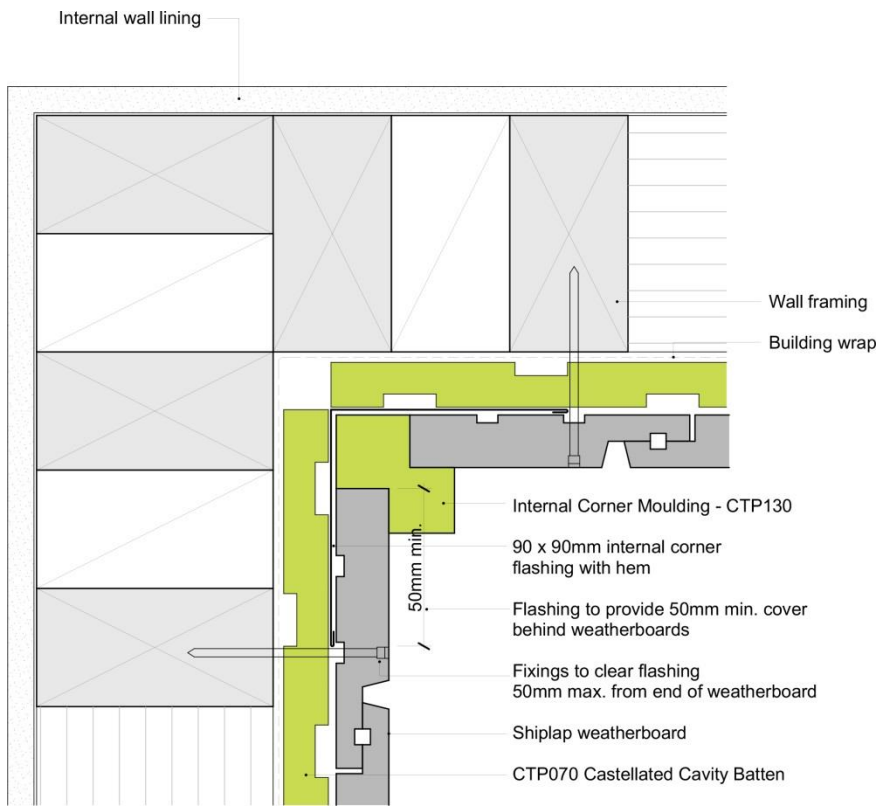 Internal wall lining
Wall framing
Building wrap
Internal Corner Moulding - CTP130
90 x 90mm internal corner
flashing with hem
50mm min.
Flashing to provide 50mm min. cover
behind weatherboards
Fixings to clear flashing
50mm max. from end of weatherboard
Shiplap weatherboard
CTP070 Castellated Cavity Batten